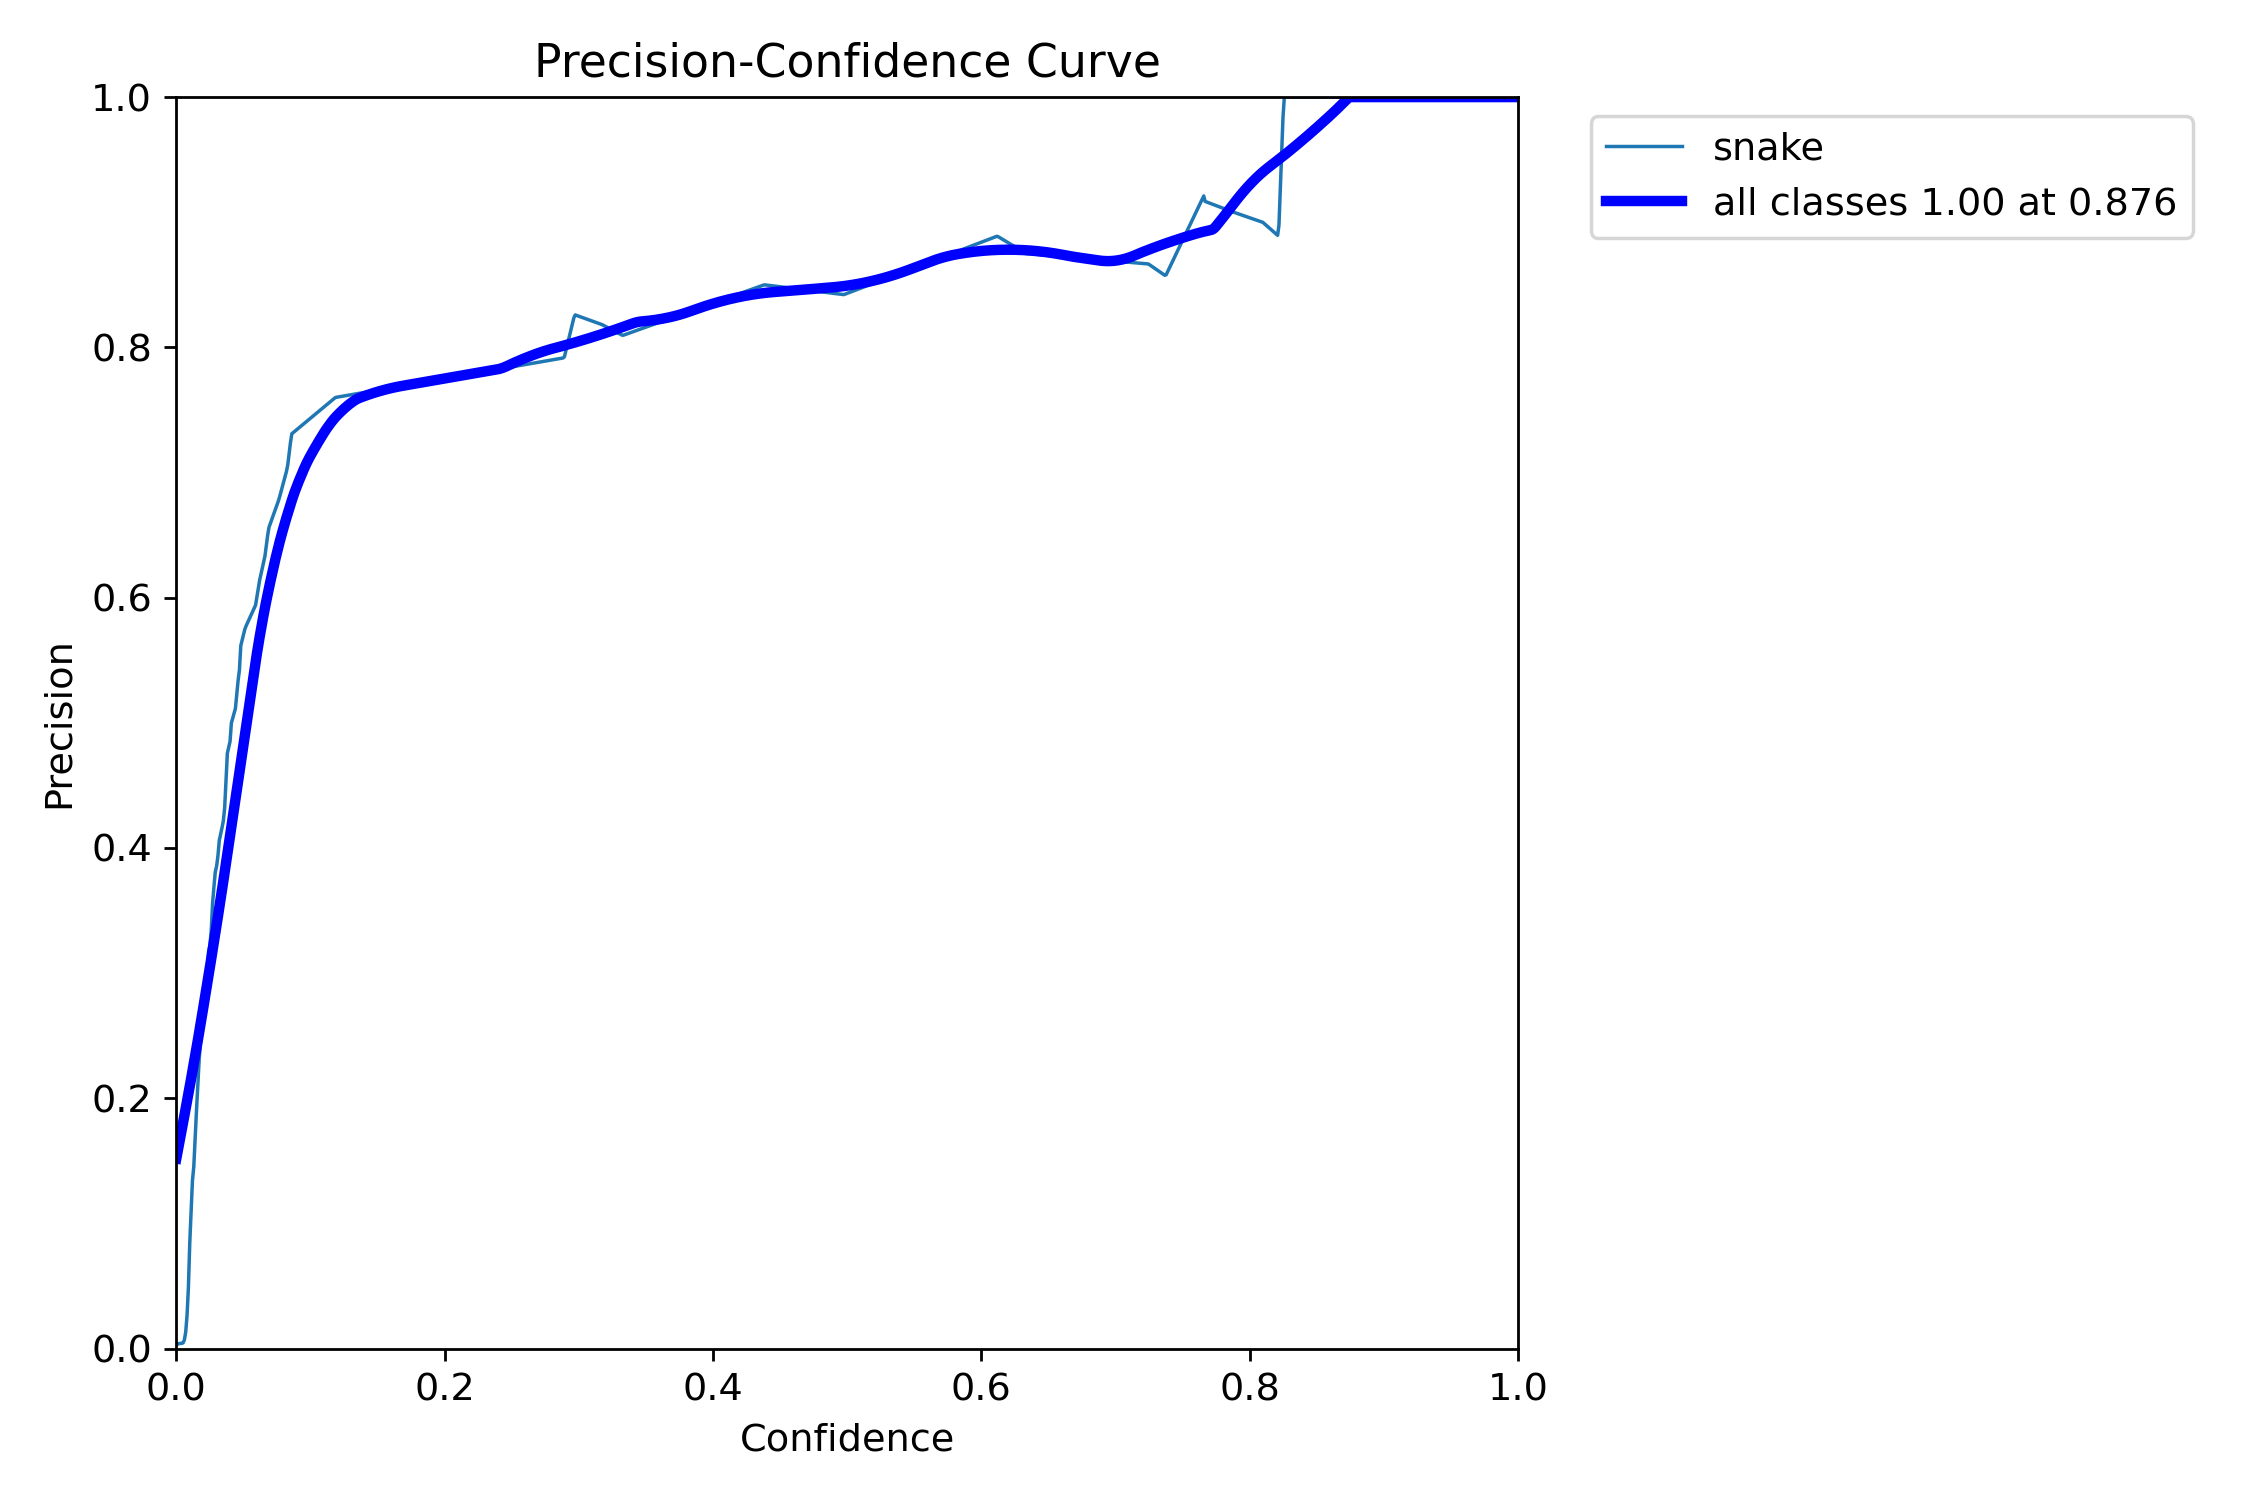 Precision-Confidence Curve
snake
all classes 1.00 at 0.876
1.0
0.8
0.6
0.4
0.2
0.0
Precision
0.0 0.2 0.4 0.6 0.8 1.0
Confidence